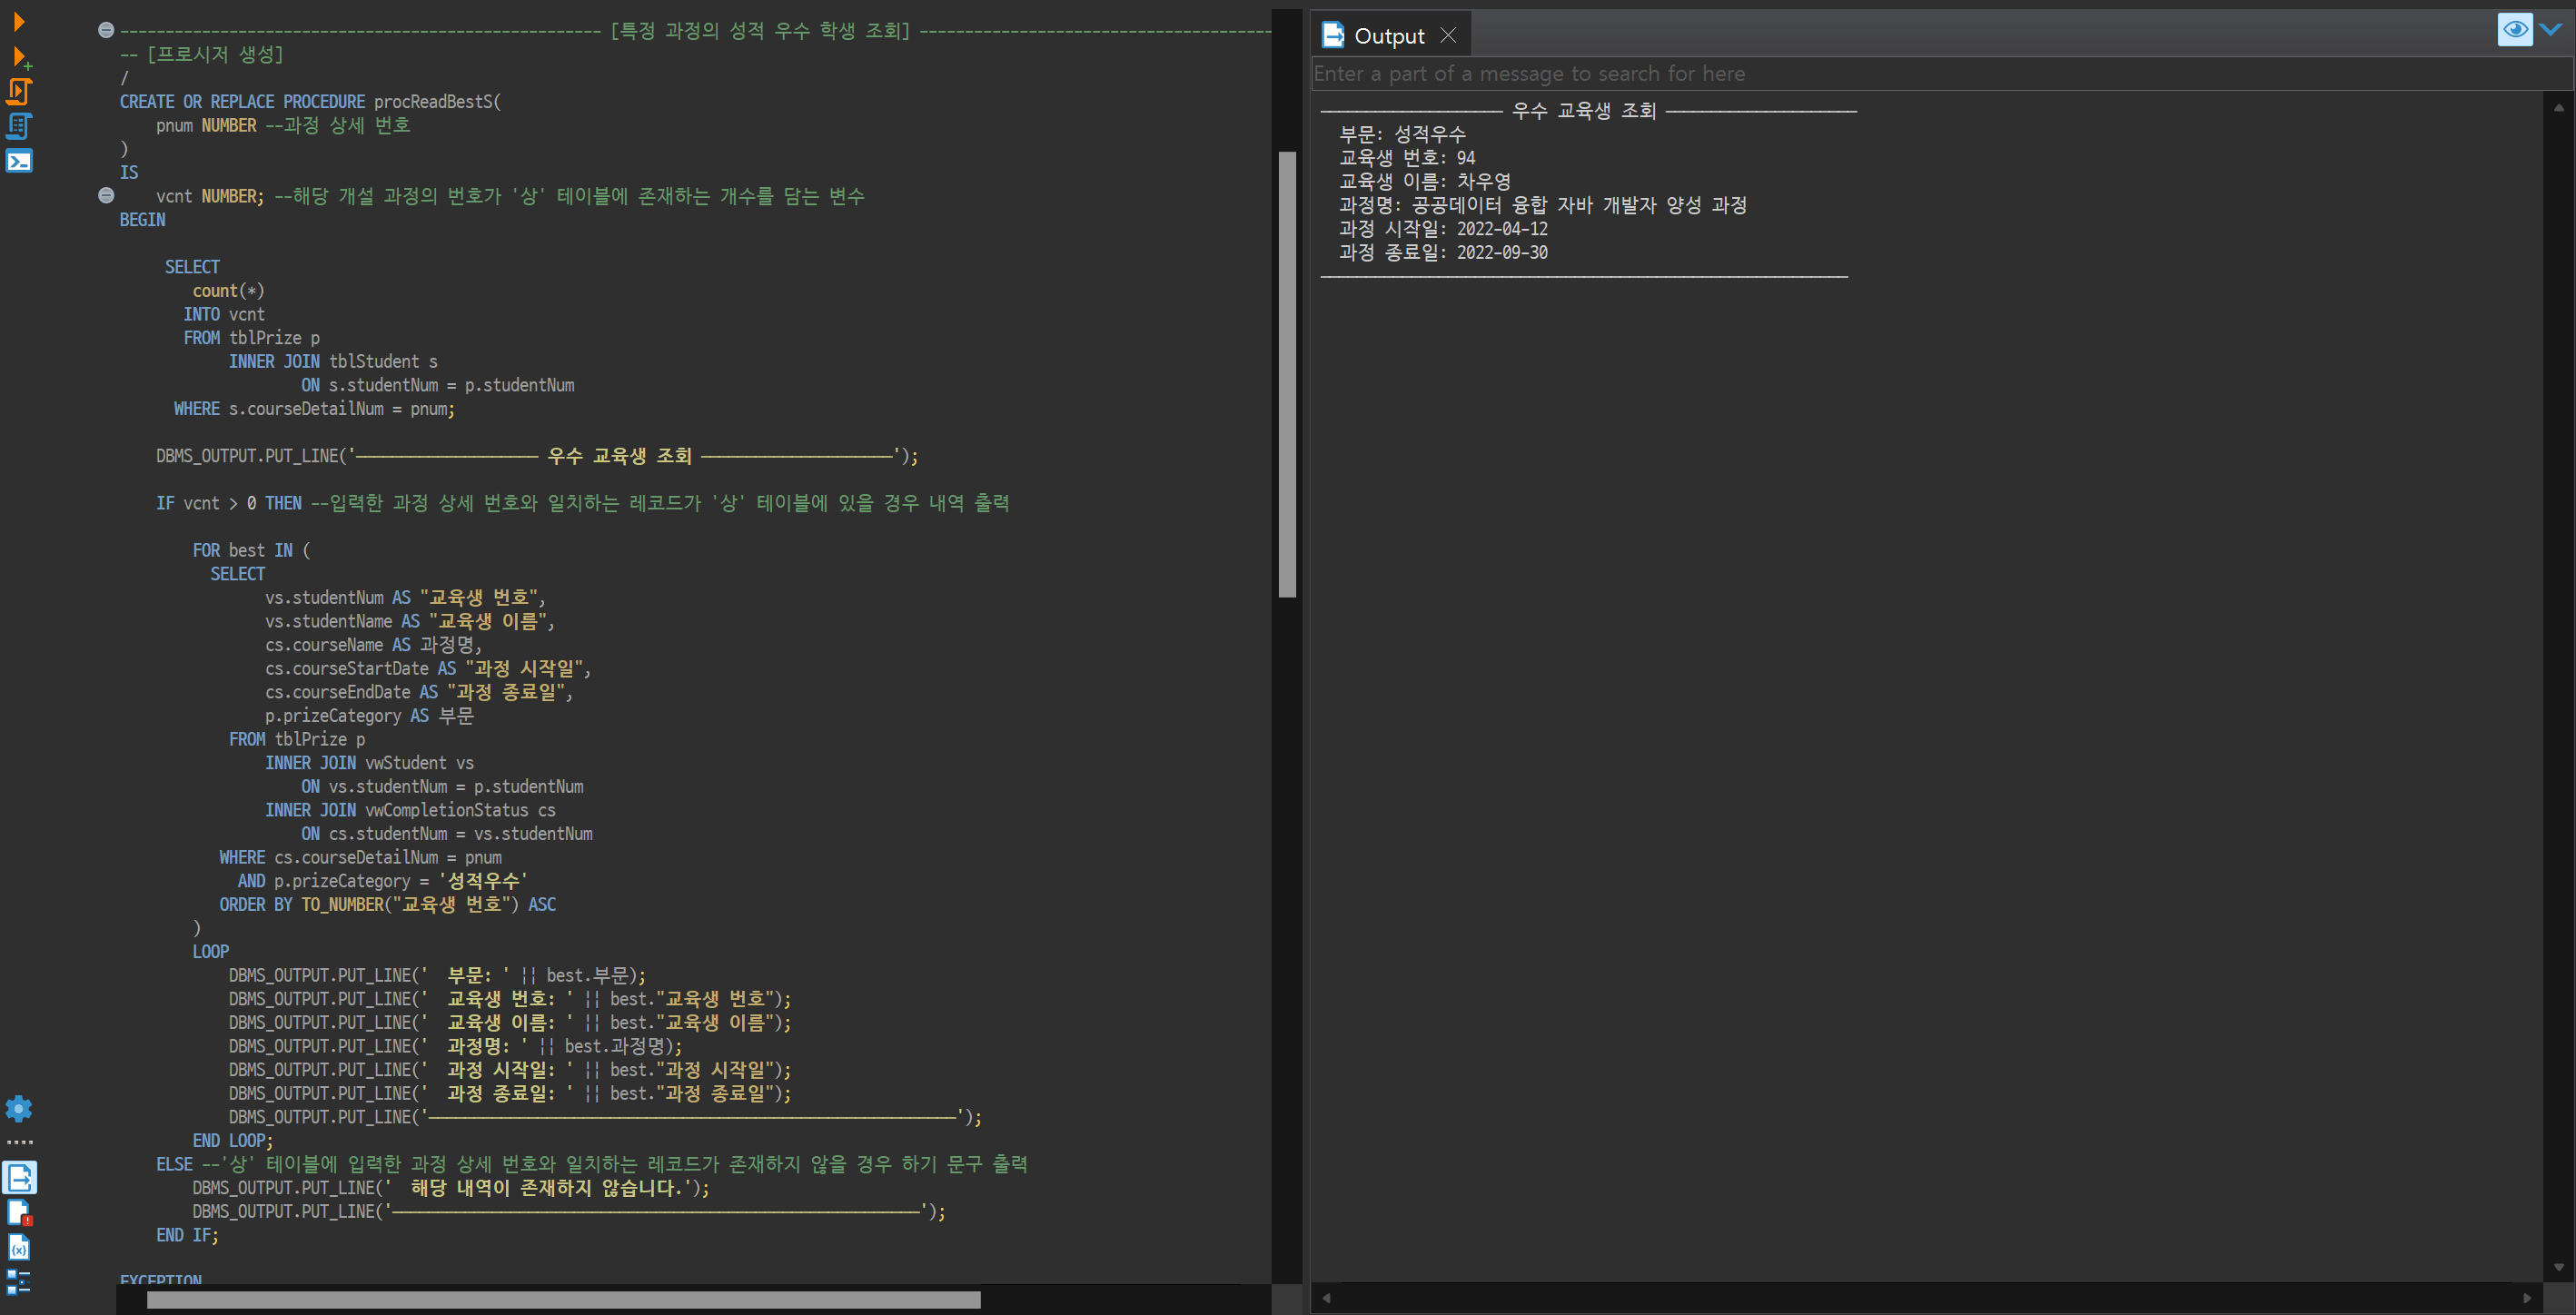 -------------------------------------------------- [특정 과정의 성적 우수 학생 조회] --------------------------------------
-- [프로시저 생성]
/
CREATE OR REPLACE PROCEDURE procReadBestS(
    pnum NUMBER --과정 상세 번호
)
IS
    vcnt NUMBER; --해당 개설 과정의 번호가 '상' 테이블에 존재하는 개수를 담는 변수
BEGIN
SELECT
count(*)
INTO vcnt
FROM tblPrize p
INNER JOIN tblStudent s
ON s.studentNum = p.studentNum
WHERE s.courseDetailNum = pnum;
DBMS_OUTPUT.PUT_LINE('──────────────────── 우수 교육생 조회 ─────────────────────');
IF vcnt > 0 THEN --입력한 과정 상세 번호와 일치하는 레코드가 '상' 테이블에 있을 경우 내역 출력
FOR best IN (
SELECT
vs.studentNum AS "교육생 번호",
vs.studentName AS "교육생 이름",
cs.courseName AS 과정명,
cs.courseStartDate AS "과정 시작일",
cs.courseEndDate AS "과정 종료일",
p.prizeCategory AS 부문
FROM tblPrize p
INNER JOIN vwStudent vs
ON vs.studentNum = p.studentNum
INNER JOIN vwCompletionStatus cs
ON cs.studentNum = vs.studentNum
WHERE cs.courseDetailNum = pnum
AND p.prizeCategory = '성적우수'
ORDER BY TO_NUMBER("교육생 번호") ASC
)
LOOP
DBMS_OUTPUT.PUT_LINE('  부문: ' || best.부문);
DBMS_OUTPUT.PUT_LINE('  교육생 번호: ' || best."교육생 번호");
DBMS_OUTPUT.PUT_LINE('  교육생 이름: ' || best."교육생 이름");
DBMS_OUTPUT.PUT_LINE('  과정명: ' || best.과정명);
DBMS_OUTPUT.PUT_LINE('  과정 시작일: ' || best."과정 시작일");
DBMS_OUTPUT.PUT_LINE('  과정 종료일: ' || best."과정 종료일");
DBMS_OUTPUT.PUT_LINE('──────────────────────────────────────────────────────────');
END LOOP;
ELSE --'상' 테이블에 입력한 과정 상세 번호와 일치하는 레코드가 존재하지 않을 경우 하기 문구 출력
DBMS_OUTPUT.PUT_LINE('  해당 내역이 존재하지 않습니다.');
DBMS_OUTPUT.PUT_LINE('──────────────────────────────────────────────────────────');
END IF;
EXCEPTION
Output
Enter a part of a message to search for here
──────────────────── 우수 교육생 조회 ─────────────────────
부문: 성적우수
교육생 번호: 94
교육생 이름: 차우영
과정명: 공공데이터 융합 자바 개발자 양성 과정
과정 시작일: 2022-04-12
과정 종료일: 2022-09-30
──────────────────────────────────────────────────────────